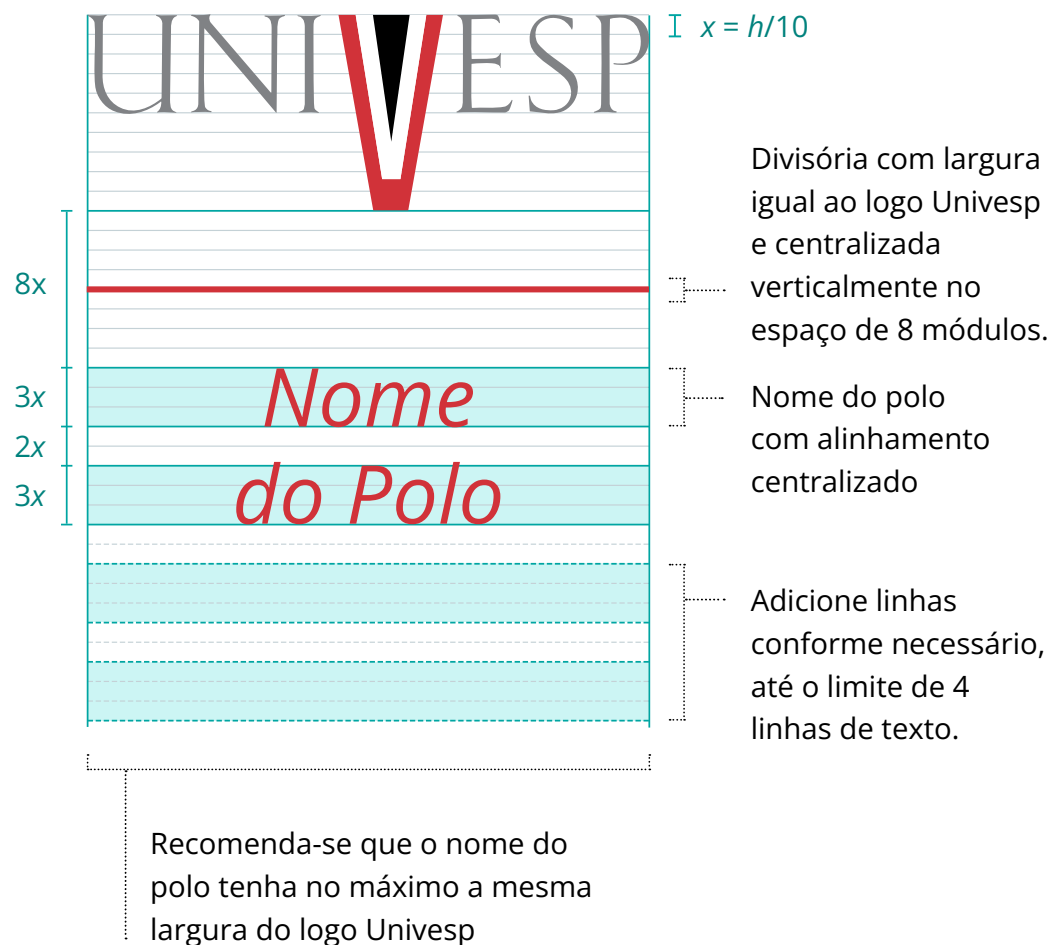 UNIVESP
x = h/10
Divisória com largura
igual ao logo Univesp
e centralizada
verticalmente no
espaço de 8 módulos.
8x
3x
Nome
Nome do polo
com alinhamento
centralizado
2x
3x
do Polo
Adicione linhas
conforme necessário,
até o limite de 4
linhas de texto.
Recomenda-se que o nome do
polo tenha no máximo a mesma
largura do logo Univesp